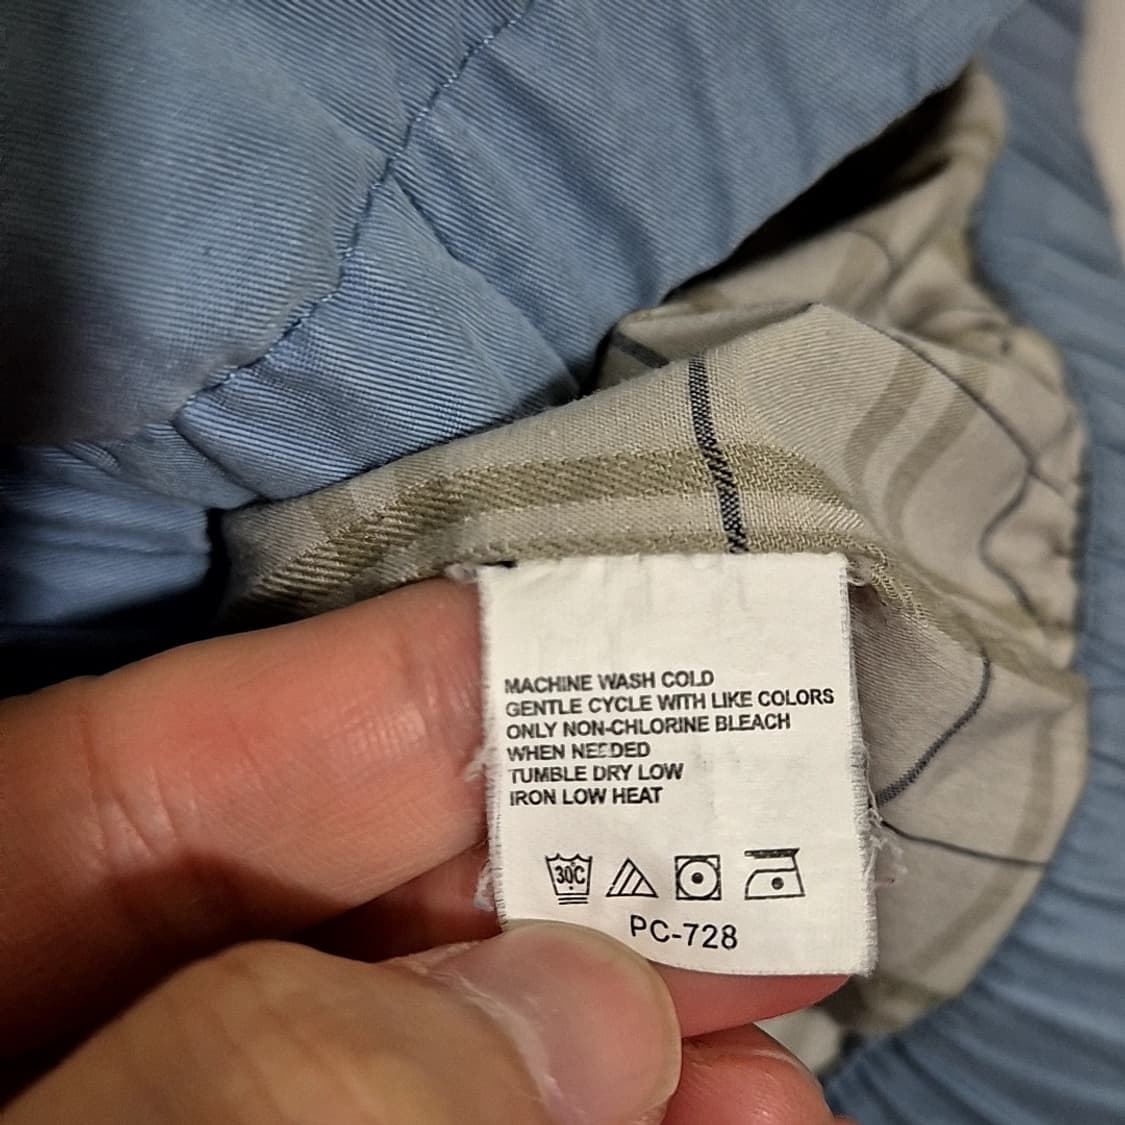 MACHINE WASH COLD
GENTLE CYCLE WITH LIKE COLORS
ONLY NON-CHLORINE BLEACH
WHEN NEEDED
TUMBLE DRY LOW
IRON LOW HEAT
30C
PC-728